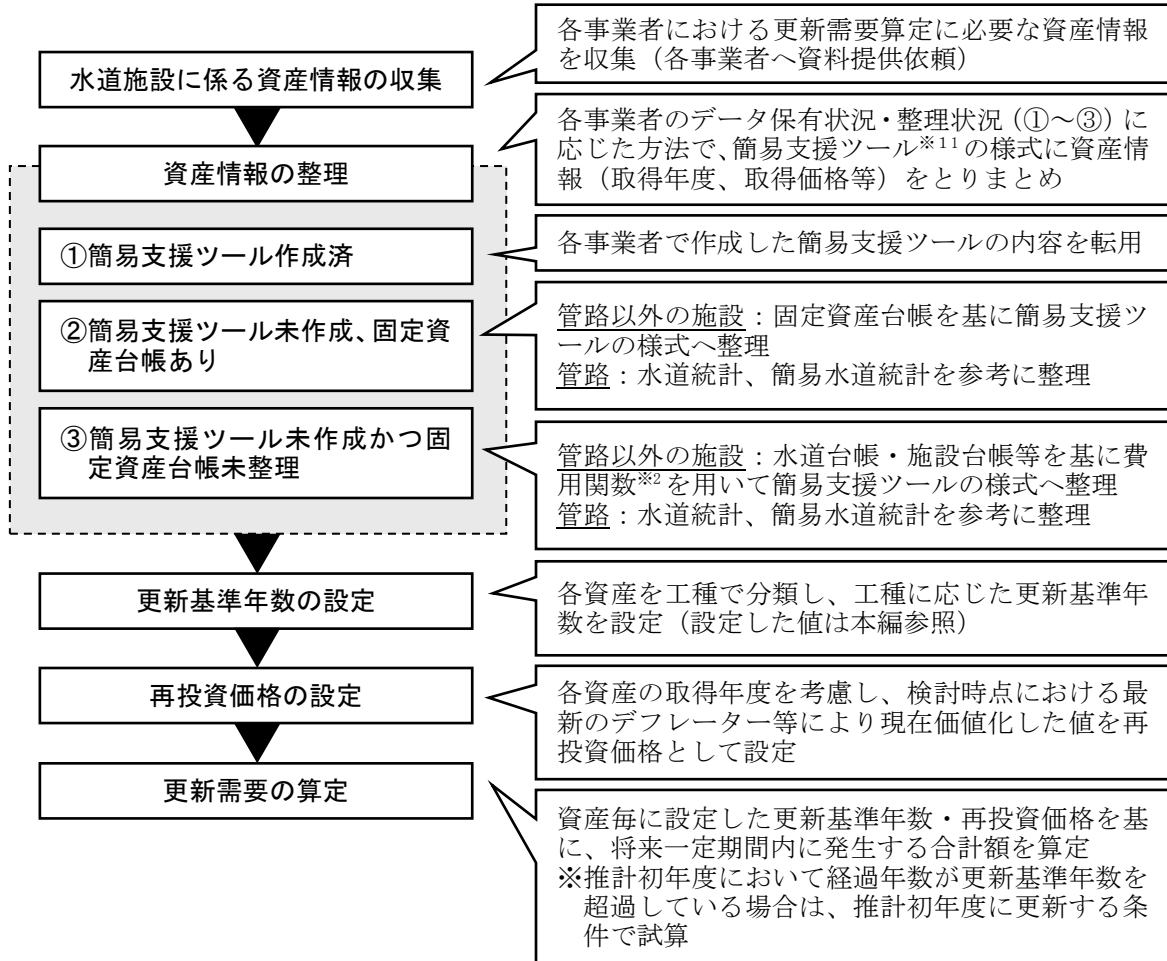 水道施設に係る資産情報の収集
各事業者における更新需要算定に必要な資産情報
を収集（各事業者へ資料提供依頼）
資産情報の整理
各事業者のデータ保有状況・整理状況（①～③）に
応じた方法で、簡易支援ツール※11の様式に資産情
報（取得年度、取得価格等）をとりまとめ
①簡易支援ツール作成済
各事業者で作成した簡易支援ツールの内容を転用
②簡易支援ツール未作成、固定資
産台帳あり
管路以外の施設：固定資産台帳を基に簡易支援ツ
ールの様式へ整理
管路：水道統計、簡易水道統計を参考に整理
③簡易支援ツール未作成かつ固
定資産台帳未整理
管路以外の施設：水道台帳・施設台帳等を基に費
用関数※2を用いて簡易支援ツールの様式へ整理
管路：水道統計、簡易水道統計を参考に整理
更新基準年数の設定
各資産を工種で分類し、工種に応じた更新基準年
数を設定（設定した値は本編参照）
再投資価格の設定
各資産の取得年度を考慮し、検討時点における最
新のデフレーター等により現在価値化した値を再
投資価格として設定
更新需要の算定
資産毎に設定した更新基準年数・再投資価格を基
に、将来一定期間内に発生する合計額を算定
※推計初年度において経過年数が更新基準年数を
超過している場合は、推計初年度に更新する条
件で試算